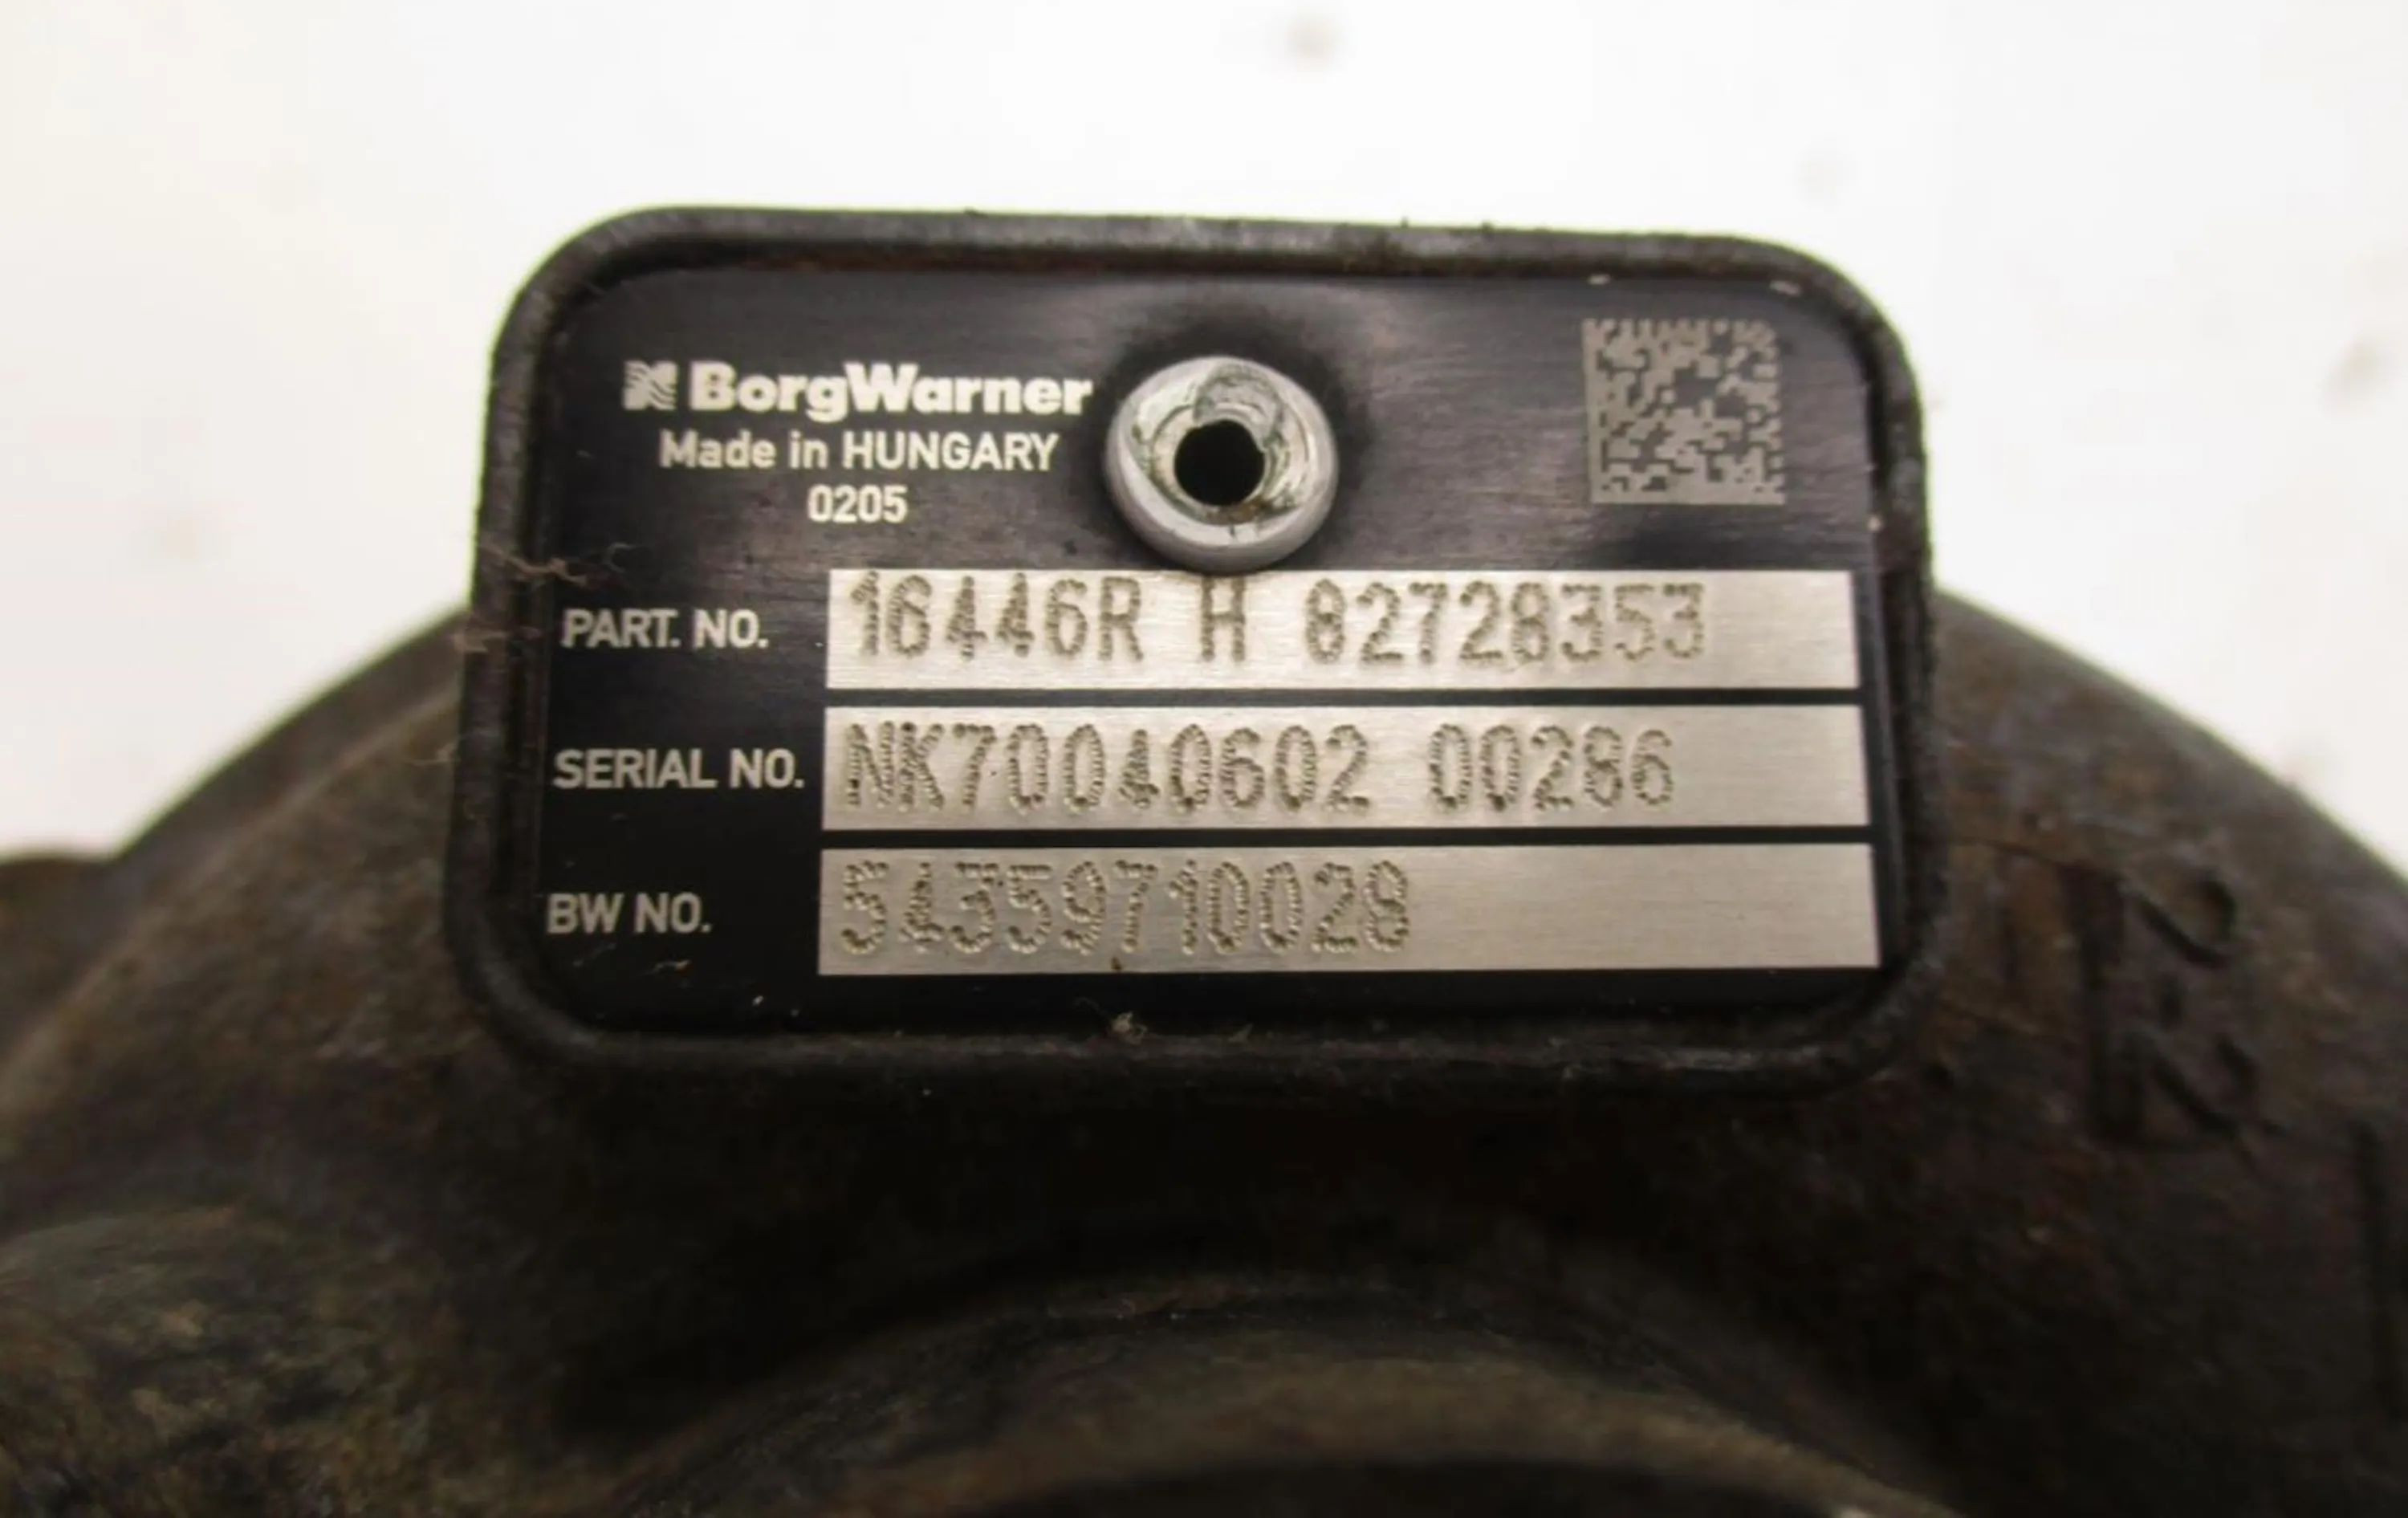 BorgWarner
Made in HUNGARY
0205
PART. NO. 16446R H 82728353
SERIAL NO. NK70040602 00286
BW NO. 54359710028